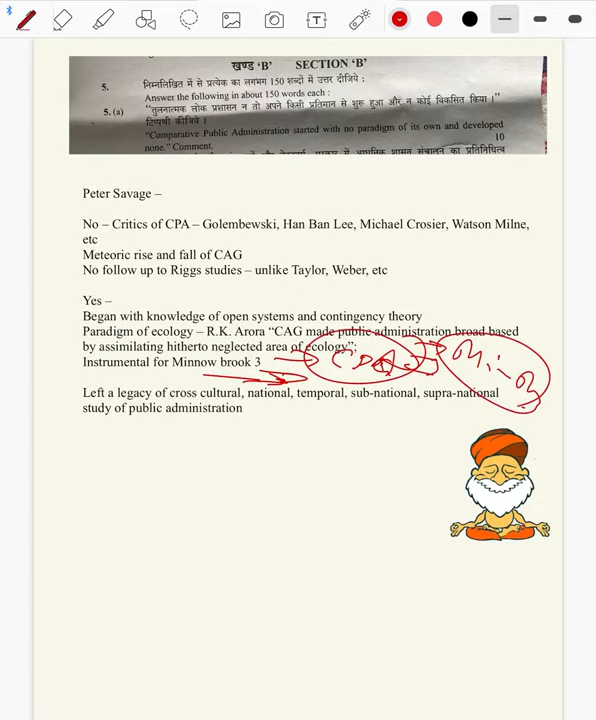 खण्ड 'B' SECTION 'B'
5. निम्नलिखित में से प्रत्येक का लगभग 150 शब्दों में उत्तर दीजिये :
Answer the following in about 150 words each :
5. (a) "तुलनात्मक लोक प्रशासन न तो अपने किसी प्रतिमान से शुरू हुआ और न कोई विकसित किया ।"
टिप्पणी कीजिये ।
"Comparative Public Administration started with no paradigm of its own and developed
none." Comment. 10
में आधुनिक शासन संचालन का प्रतिनिधित्व
Peter Savage –
No – Critics of CPA – Golembewski, Han Ban Lee, Michael Crosier, Watson Milne,
etc
Meteoric rise and fall of CAG
No follow up to Riggs studies – unlike Taylor, Weber, etc
Yes –
Began with knowledge of open systems and contingency theory
Paradigm of ecology – R.K. Arora "CAG made public administration broad based
by assimilating hitherto neglected area of ecology";
Instrumental for Minnow brook 3
Left a legacy of cross cultural, national, temporal, sub-national, supra-national
study of public administration